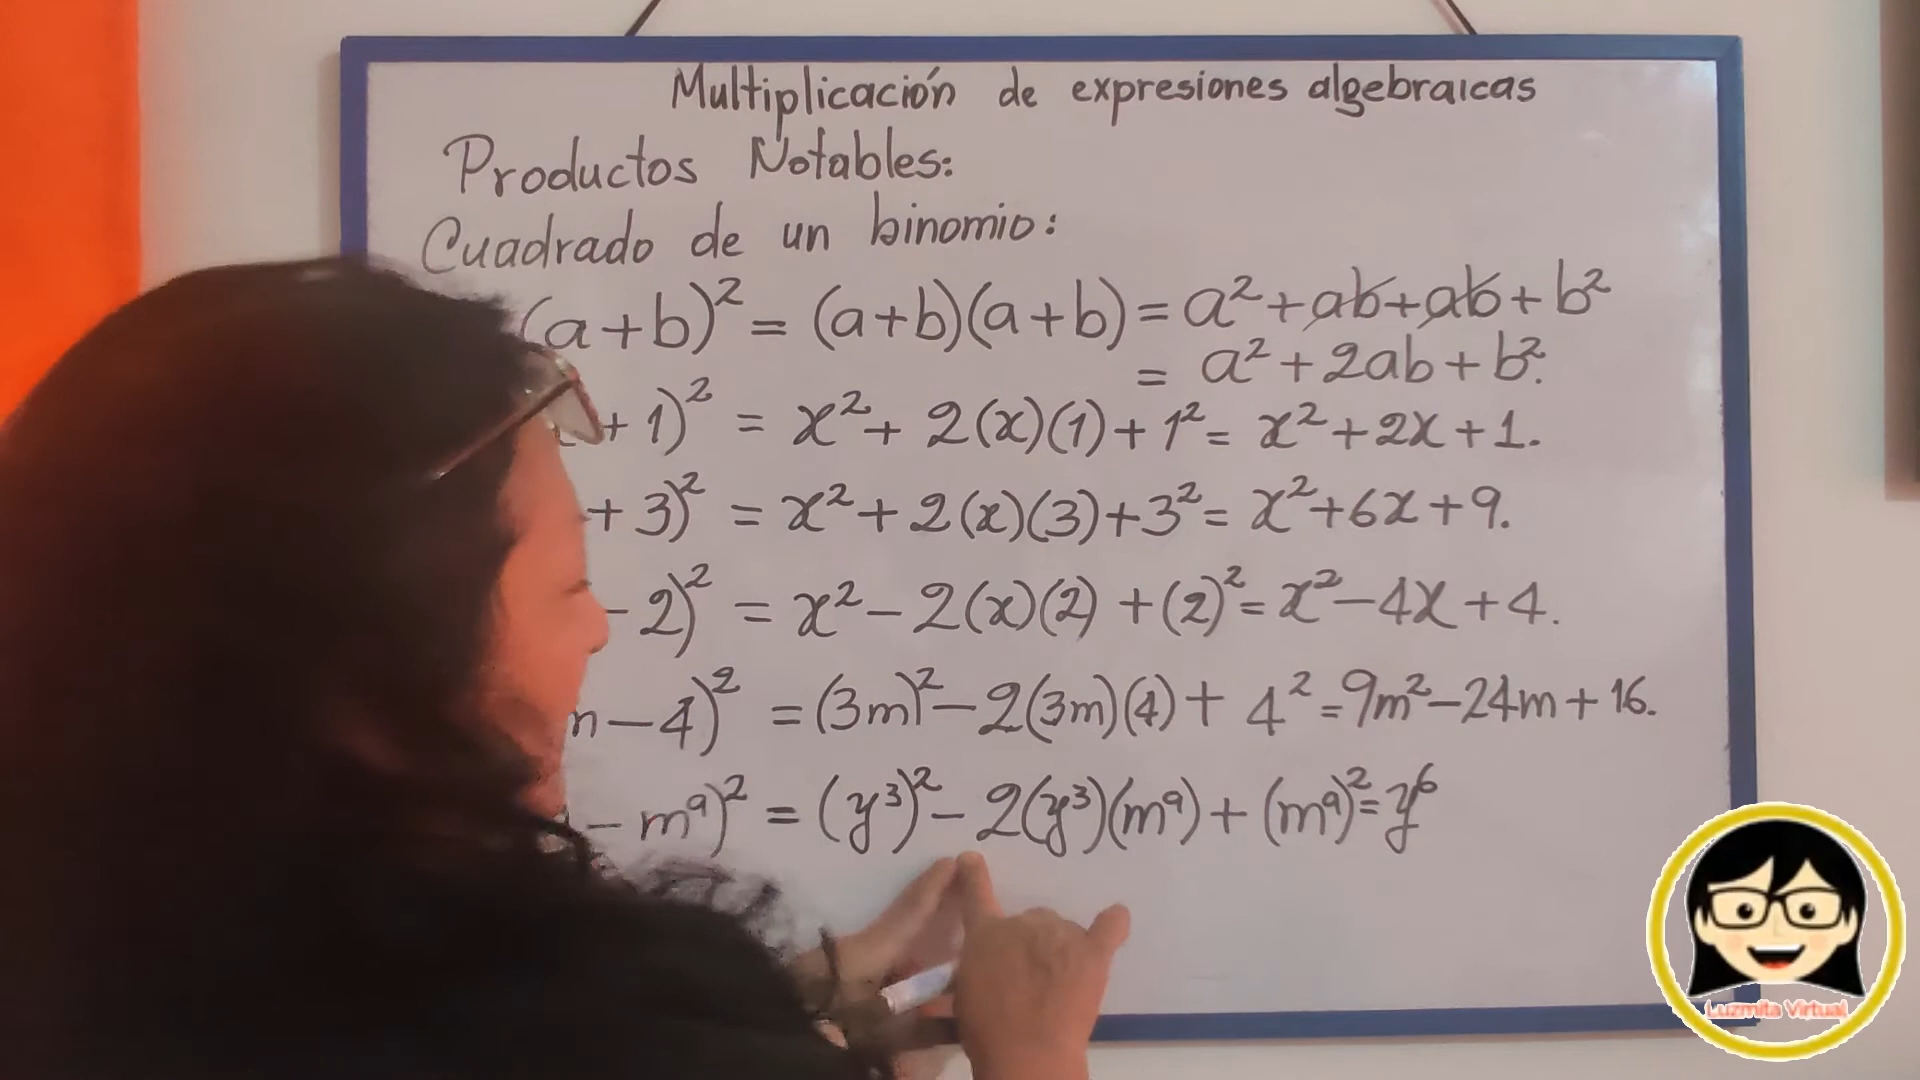 Multiplicación de expresiones algebraicas
Productos Notables:
Cuadrado de un binomio:
(a+b)² = (a+b)(a+b) = a² + ab + ab + b²
= a² + 2ab + b².
+ 1)² = x² + 2(x)(1) + 1² = x² + 2x + 1.
+ 3)² = x² + 2(x)(3) + 3² = x² + 6x + 9.
- 2)² = x² - 2(x)(2) + (2)² = x² - 4x + 4.
m - 4)² = (3m)² - 2(3m)(4) + 4² = 9m² - 24m + 16.
- mᵃ)² = (y³)² - 2(y³)(mᵃ) + (mᵃ)² = y⁶
Luzmita Virtual